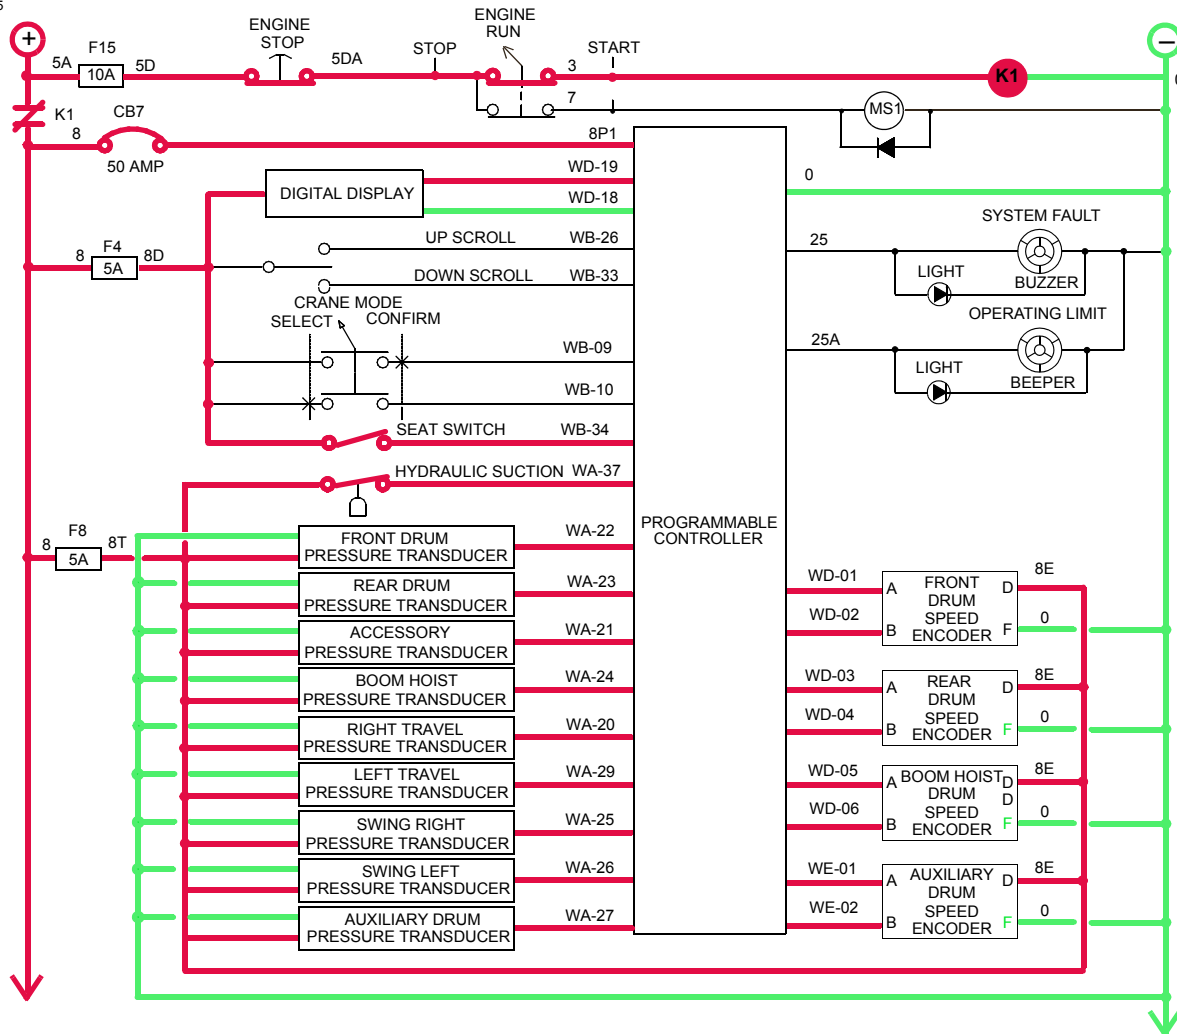 5
+
ENGINE
STOP
ENGINE
RUN
F15
5A
10A
5D
5DA
STOP
3
START
K1
−
K1
CB7
8
50 AMP
7
MS1
8P1
WD-19
DIGITAL DISPLAY
WD-18
0
F4
8
5A
8D
UP SCROLL
WB-26
DOWN SCROLL
WB-33
CRANE MODE
SELECT
CONFIRM
WB-09
WB-10
SEAT SWITCH
WB-34
HYDRAULIC SUCTION
WA-37
PROGRAMMABLE
CONTROLLER
25
SYSTEM FAULT
LIGHT
BUZZER
OPERATING LIMIT
25A
LIGHT
BEEPER
F8
8
5A
8T
FRONT DRUM
PRESSURE TRANSDUCER
WA-22
REAR DRUM
PRESSURE TRANSDUCER
WA-23
ACCESSORY
PRESSURE TRANSDUCER
WA-21
BOOM HOIST
PRESSURE TRANSDUCER
WA-24
RIGHT TRAVEL
PRESSURE TRANSDUCER
WA-20
LEFT TRAVEL
PRESSURE TRANSDUCER
WA-29
SWING RIGHT
PRESSURE TRANSDUCER
WA-25
SWING LEFT
PRESSURE TRANSDUCER
WA-26
AUXILIARY DRUM
PRESSURE TRANSDUCER
WA-27
WD-01
A
FRONT
DRUM
SPEED
ENCODER
D
8E
WD-02
B
F
0
WD-03
A
REAR
DRUM
SPEED
ENCODER
D
8E
WD-04
B
F
0
WD-05
A
BOOM HOIST
DRUM
SPEED
ENCODER
D
D
8E
WD-06
B
F
0
WE-01
A
AUXILIARY
DRUM
SPEED
ENCODER
D
8E
WE-02
B
F
0